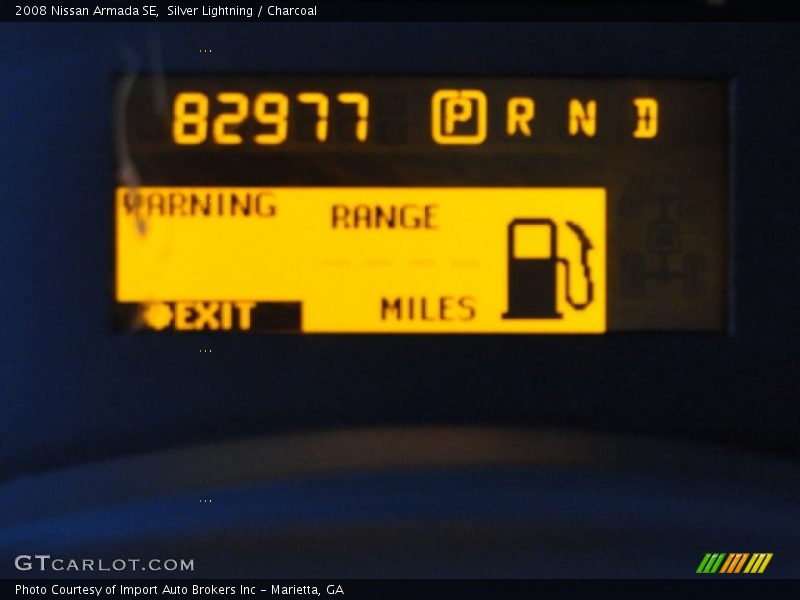 2008 Nissan Armada SE,  Silver Lightning / Charcoal
82977 P R N D
WARNING
RANGE
MILES
EXIT
GTCARLOT.COM
Photo Courtesy of Import Auto Brokers Inc – Marietta, GA